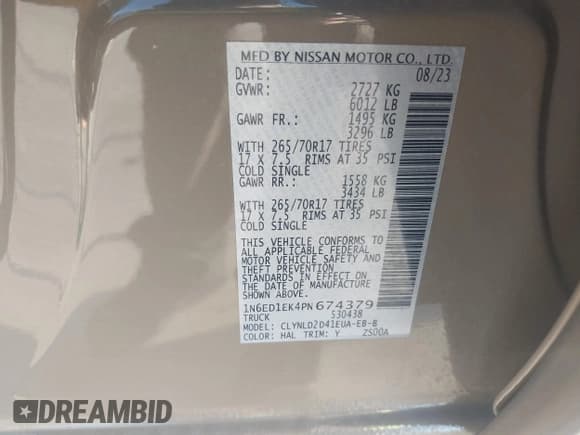 MFD BY NISSAN MOTOR CO., LTD.
DATE: 08/23
GVWR: 2727 KG
6012 LB
GAWR FR.: 1495 KG
3296 LB
WITH 265/70R17 TIRES
17 X 7.5 RIMS AT 35 PSI
COLD SINGLE
GAWR RR.: 1558 KG
3434 LB
WITH 265/70R17 TIRES
17 X 7.5 RIMS AT 35 PSI
COLD SINGLE
THIS VEHICLE CONFORMS TO
ALL APPLICABLE FEDERAL
MOTOR VEHICLE SAFETY AND
THEFT PREVENTION
STANDARDS IN EFFECT ON THE
DATE OF MANUFACTURE
SHOWN ABOVE.
1N6ED1EK4PN674379
TRUCK 530438
MODEL: CLYNLD2D41EUA-EB-B
COLOR: HAL TRIM: Y ZS00A
DREAMBID